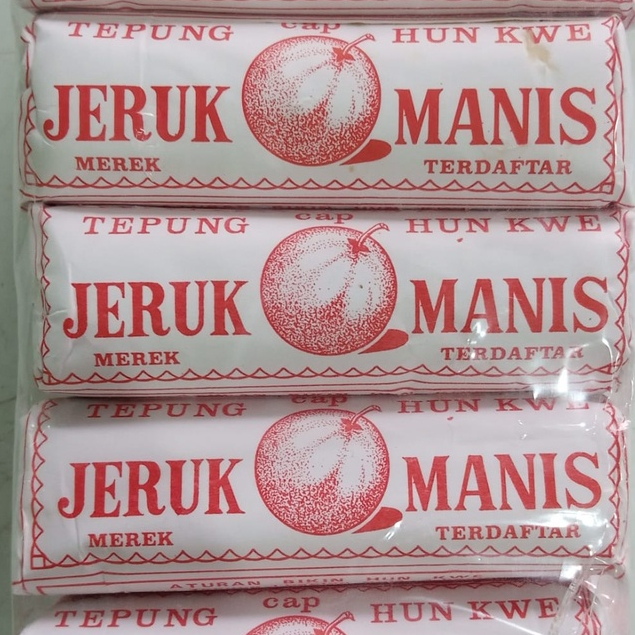 TEPUNG cap HUN KWE
JERUK MANIS
MEREK TERDAFTAR
TEPUNG cap HUN KWE
JERUK MANIS
MEREK TERDAFTAR
TEPUNG cap HUN KWE
JERUK MANIS
MEREK TERDAFTAR
ATURAN BIKIN HUN KWE
TEPUNG cap HUN KWE